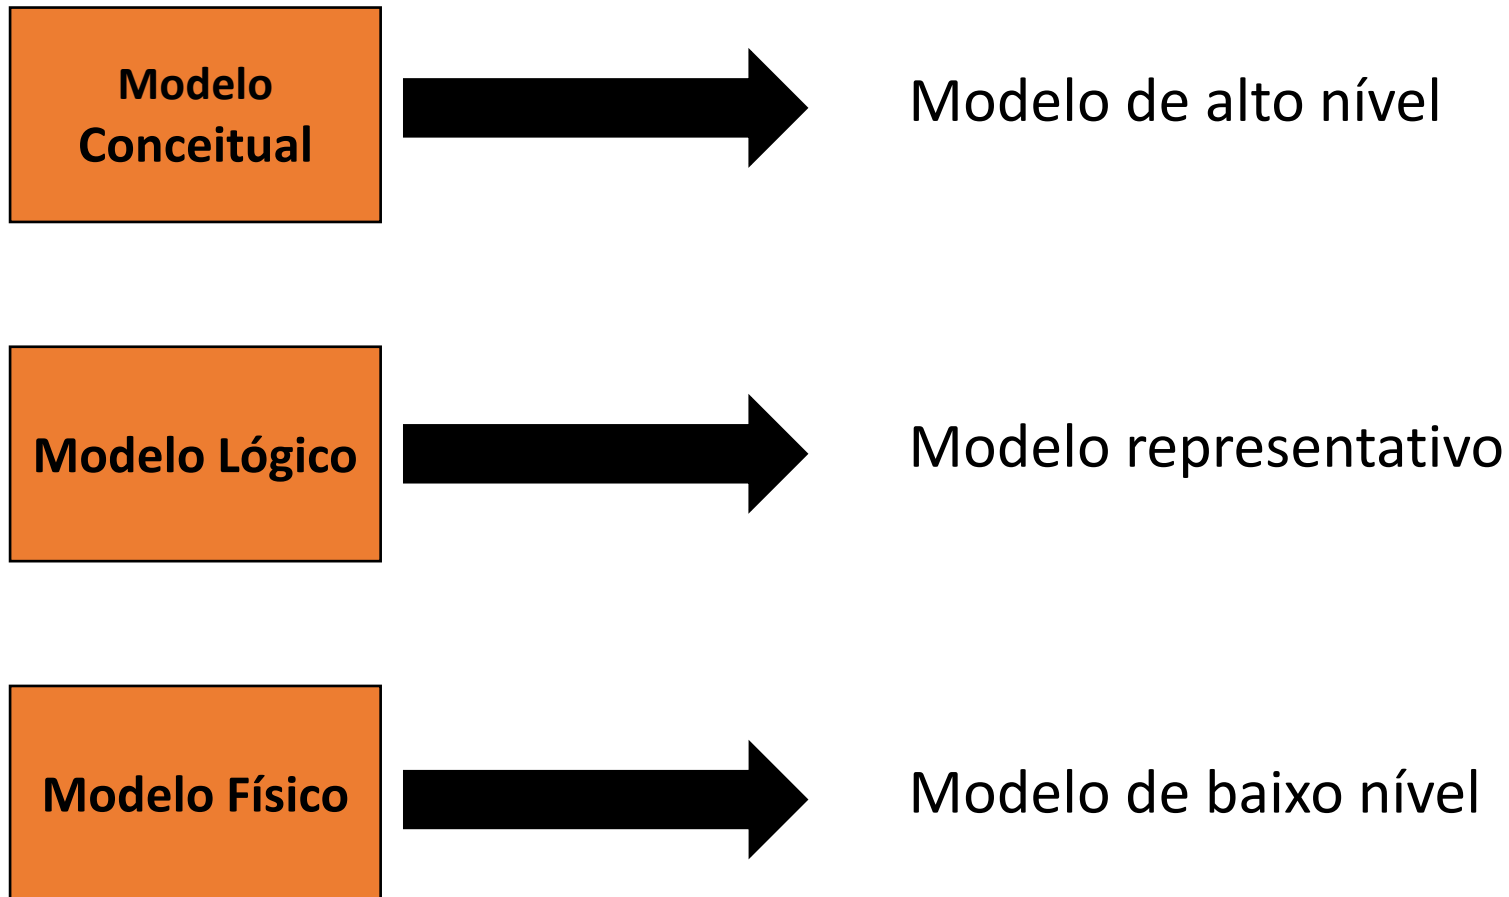 Modelo
Conceitual
Modelo de alto nível
Modelo Lógico
Modelo representativo
Modelo Físico
Modelo de baixo nível